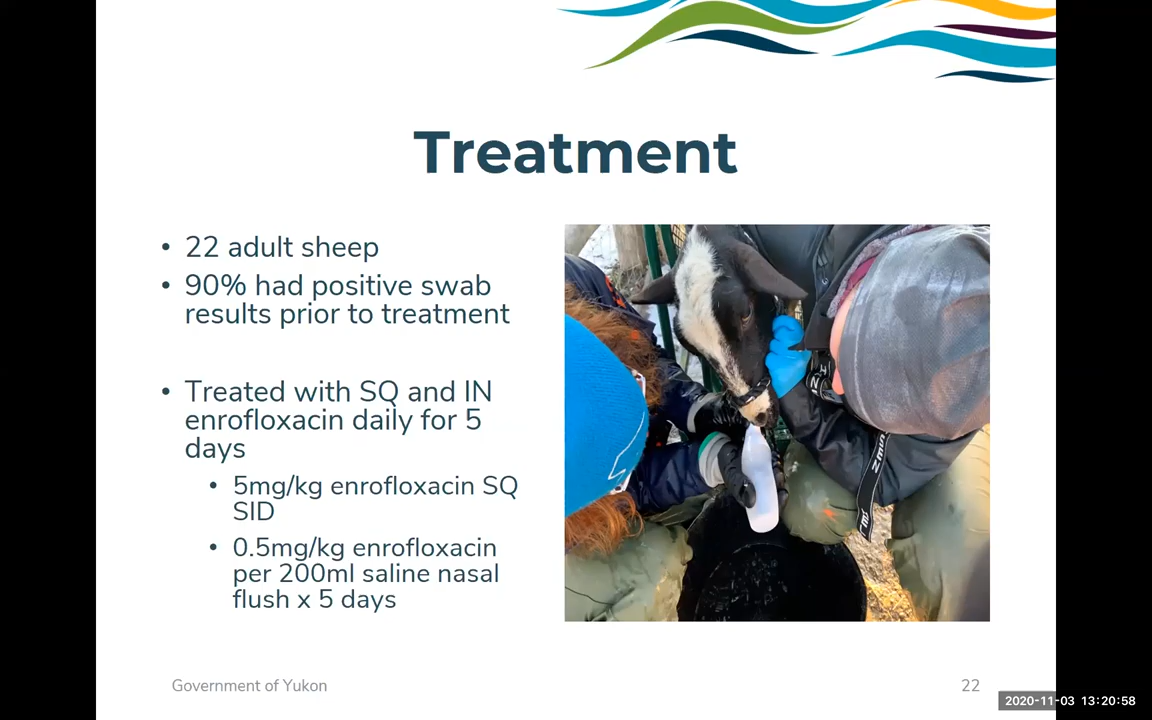 Treatment
• 22 adult sheep
• 90% had positive swab
results prior to treatment
• Treated with SQ and IN
enrofloxacin daily for 5
days
• 5mg/kg enrofloxacin SQ
SID
• 0.5mg/kg enrofloxacin
per 200ml saline nasal
flush x 5 days
Government of Yukon
22
2020-11-03 13:20:58